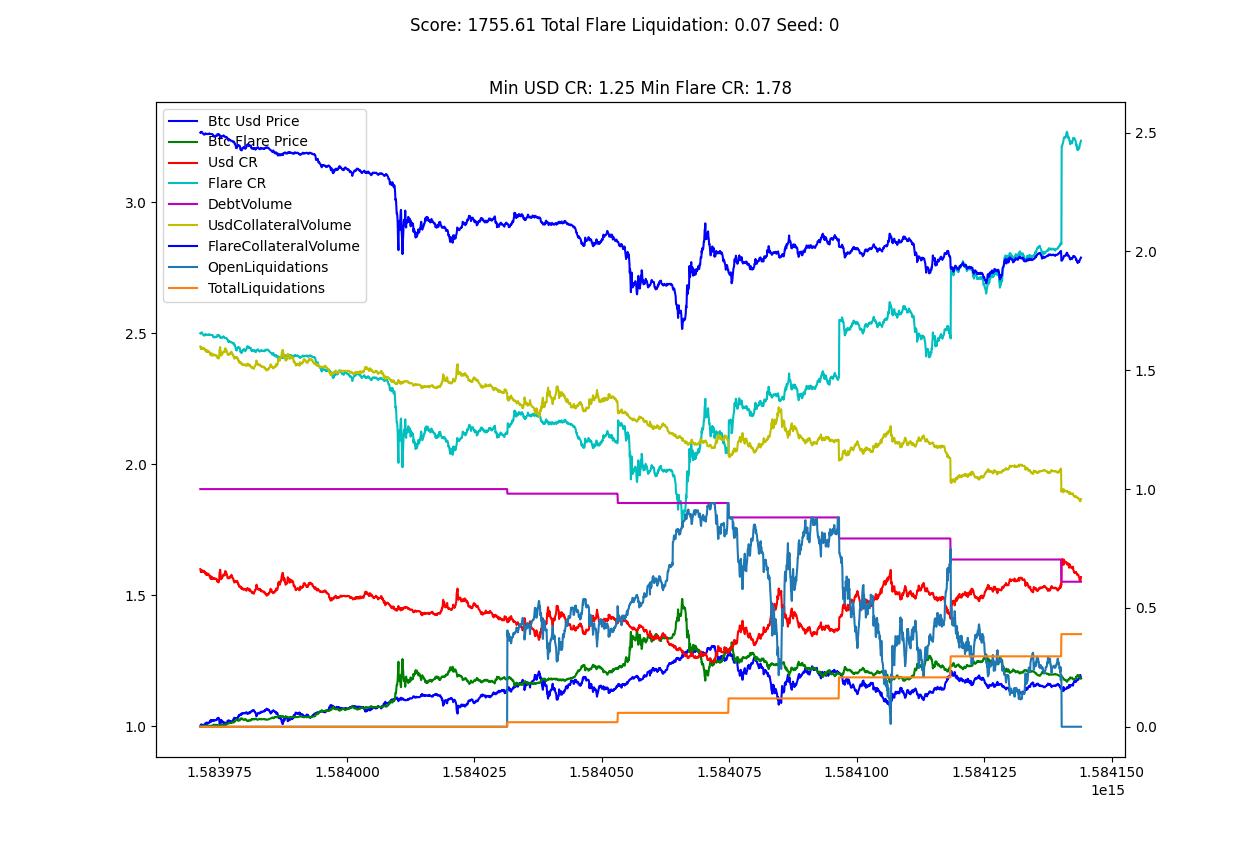 Score: 1755.61 Total Flare Liquidation: 0.07 Seed: 0
Min USD CR: 1.25 Min Flare CR: 1.78
Btc Usd Price
Btc Flare Price
Usd CR
Flare CR
DebtVolume
UsdCollateralVolume
FlareCollateralVolume
OpenLiquidations
TotalLiquidations
3.0
2.5
2.0
1.5
1.0
2.5
2.0
1.5
1.0
0.5
0.0
1.583975 1.584000 1.584025 1.584050 1.584075 1.584100 1.584125 1.584150
1e15